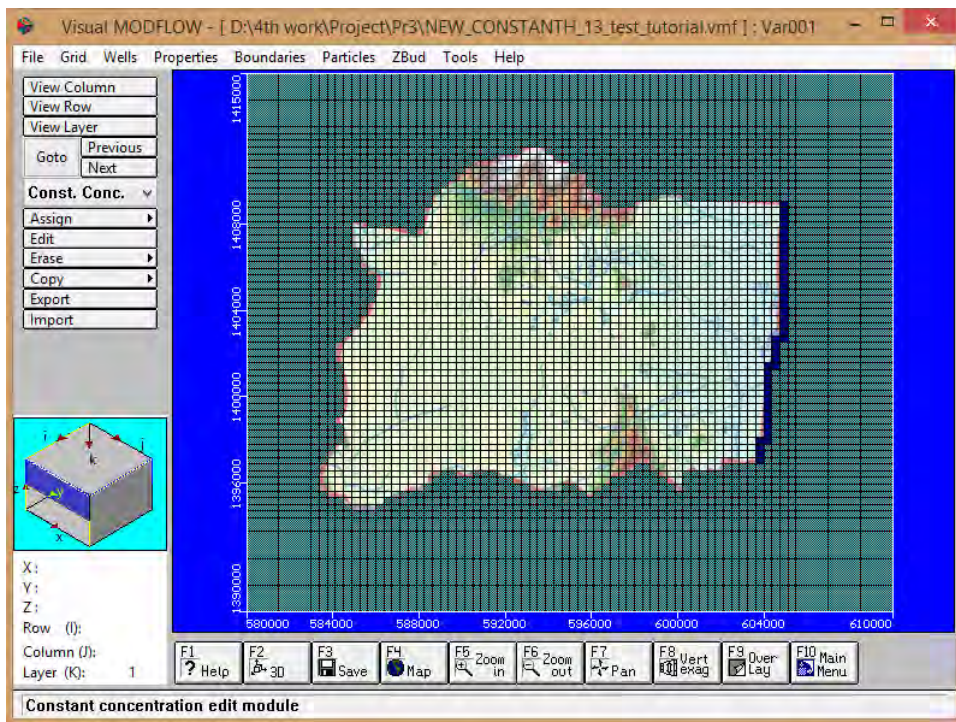 Visual MODFLOW - [ D:\4th work\Project\Pr3\NEW_CONSTANTH_13_test_tutorial.vmf ] : Var001
File Grid Wells Properties Boundaries Particles ZBud Tools Help
View Column
View Row
View Layer
Goto
Previous
Next
Const. Conc.
Assign
Edit
Erase
Copy
Export
Import
i
j
k
z
y
x
X :
Y :
Z :
Row (I):
Column (J):
Layer (K): 1
1415000
1408000
1404000
1400000
1396000
1390000
580000 584000 588000 592000 596000 600000 604000 610000
F1 ? Help
F2 3D
F3 Save
F4 Map
F5 Zoom in
F6 Zoom out
F7 Pan
F8 Vert exag
F9 Over Lay
F10 Main Menu
Constant concentration edit module